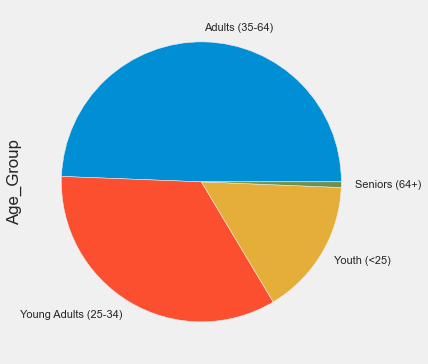 Adults (35-64)
Age_Group
Seniors (64+)
Youth (<25)
Young Adults (25-34)